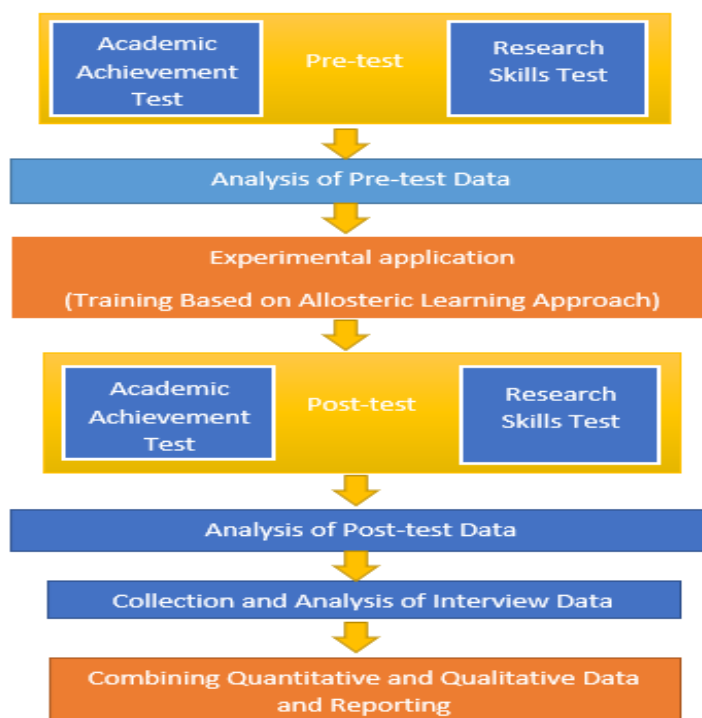 Academic
Achievement
Test
Pre-test
Research
Skills Test
Analysis of Pre-test Data
Experimental application
(Training Based on Allosteric Learning Approach)
Academic
Achievement
Test
Post-test
Research
Skills Test
Analysis of Post-test Data
Collection and Analysis of Interview Data
Combining Quantitative and Qualitative Data
and Reporting